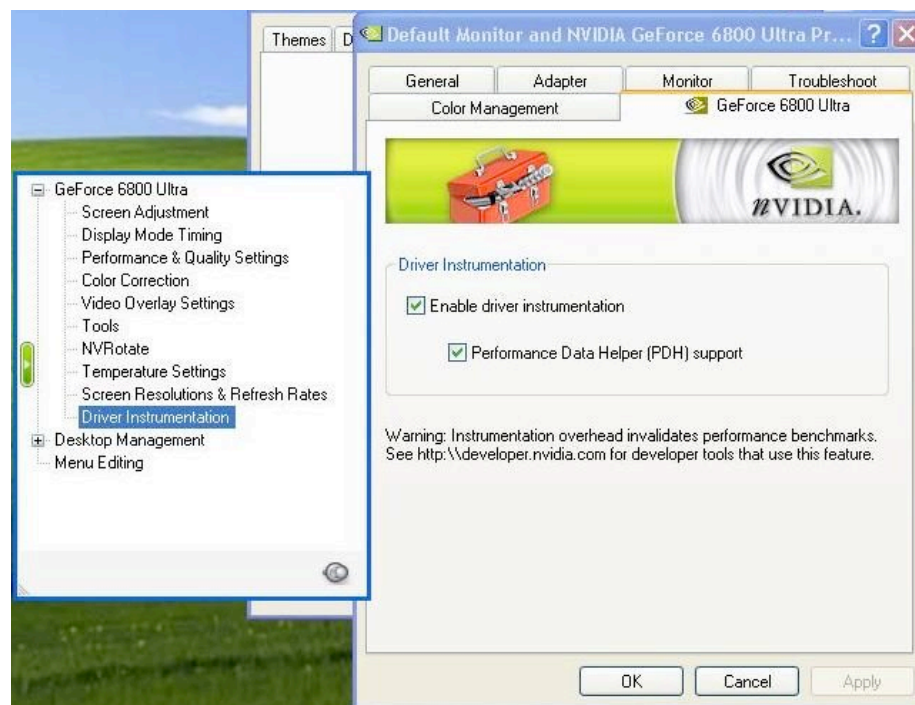 Themes D
Default Monitor and NVIDIA GeForce 6800 Ultra Pr...
General Adapter Monitor Troubleshoot
Color Management GeForce 6800 Ultra
nVIDIA.
GeForce 6800 Ultra
Screen Adjustment
Display Mode Timing
Performance & Quality Settings
Color Correction
Video Overlay Settings
Tools
NVRotate
Temperature Settings
Screen Resolutions & Refresh Rates
Driver Instrumentation
Desktop Management
Menu Editing
Driver Instrumentation
Enable driver instrumentation
Performance Data Helper (PDH) support
Warning: Instrumentation overhead invalidates performance benchmarks.
See http:\\developer.nvidia.com for developer tools that use this feature.
OK Cancel Apply